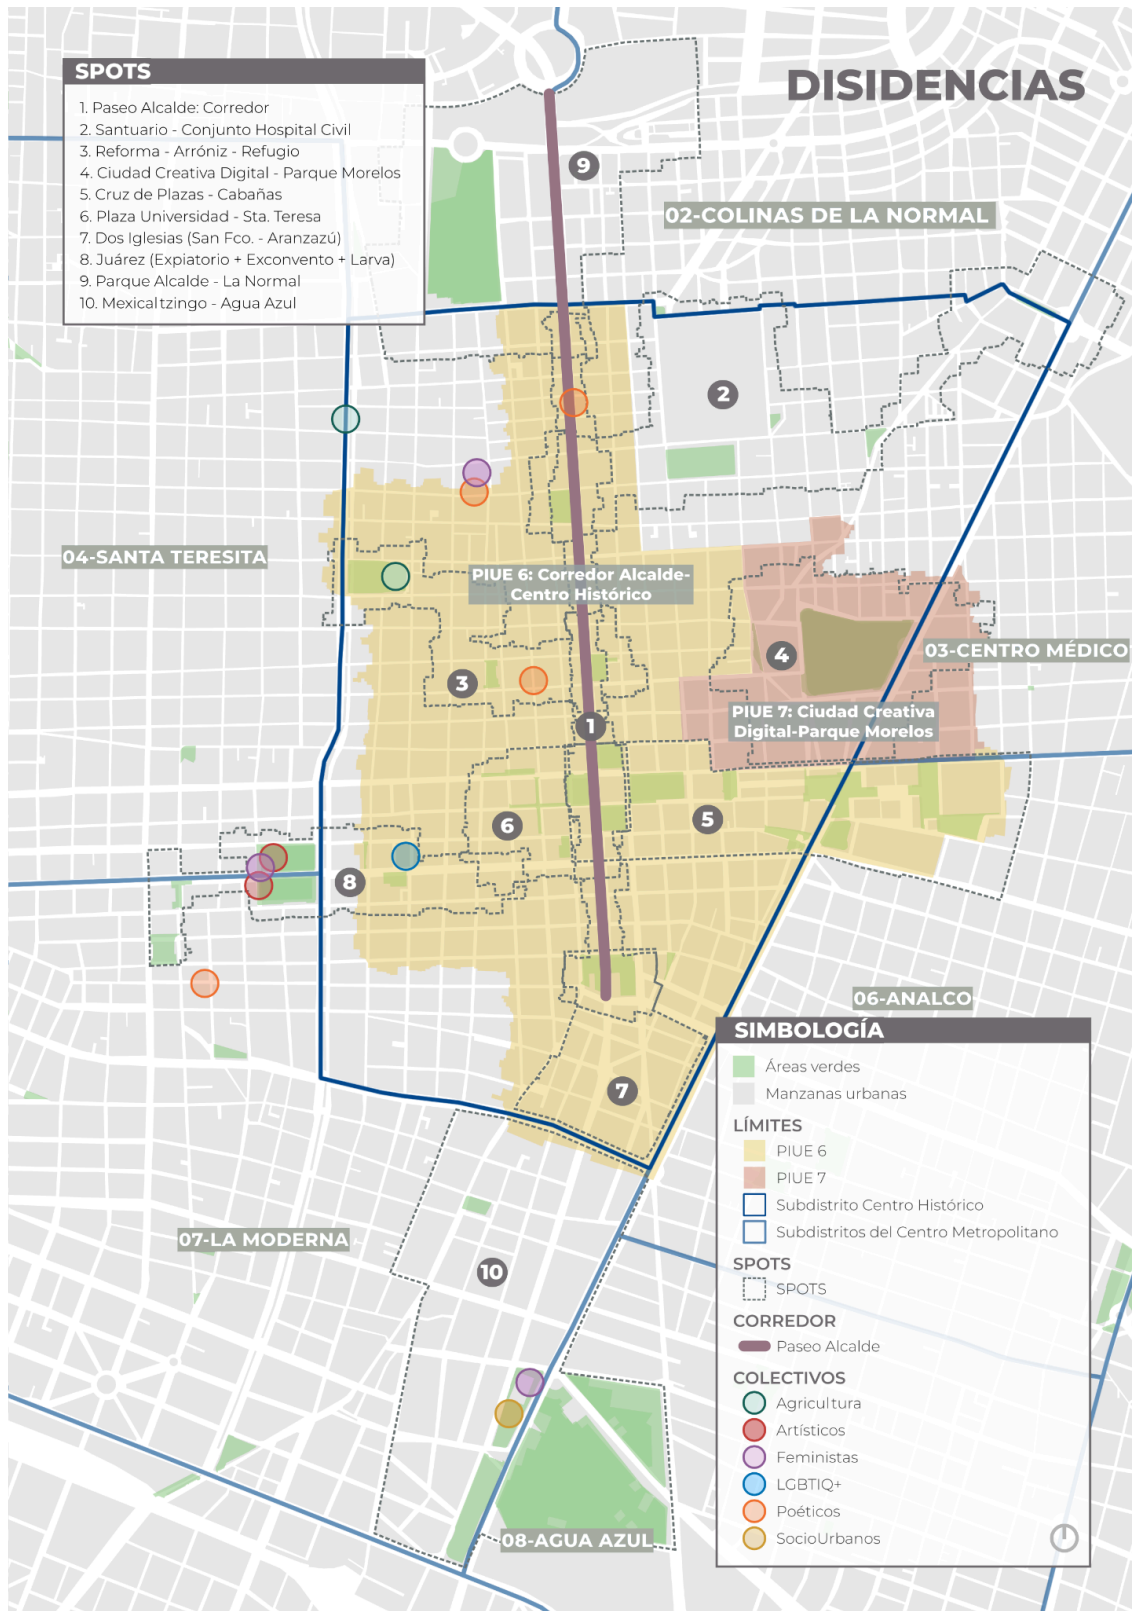 SPOTS
1. Paseo Alcalde: Corredor
2. Santuario - Conjunto Hospital Civil
3. Reforma - Arróniz - Refugio
4. Ciudad Creativa Digital - Parque Morelos
5. Cruz de Plazas - Cabañas
6. Plaza Universidad - Sta. Teresa
7. Dos Iglesias (San Fco. - Aranzazú)
8. Juárez (Expiatorio + Exconvento + Larva)
9. Parque Alcalde - La Normal
10. Mexicaltzingo - Agua Azul
DISIDENCIAS
9
02-COLINAS DE LA NORMAL
2
04-SANTA TERESITA
PIUE 6: Corredor Alcalde-
Centro Histórico
3
4
03-CENTRO MÉDICO
1
PIUE 7: Ciudad Creativa
Digital-Parque Morelos
6
5
8
06-ANALCO
7
07-LA MODERNA
10
08-AGUA AZUL
SIMBOLOGÍA
Áreas verdes
Manzanas urbanas
LÍMITES
PIUE 6
PIUE 7
Subdistrito Centro Histórico
Subdistritos del Centro Metropolitano
SPOTS
SPOTS
CORREDOR
Paseo Alcalde
COLECTIVOS
Agricultura
Artísticos
Feministas
LGBTIQ+
Poéticos
SocioUrbanos